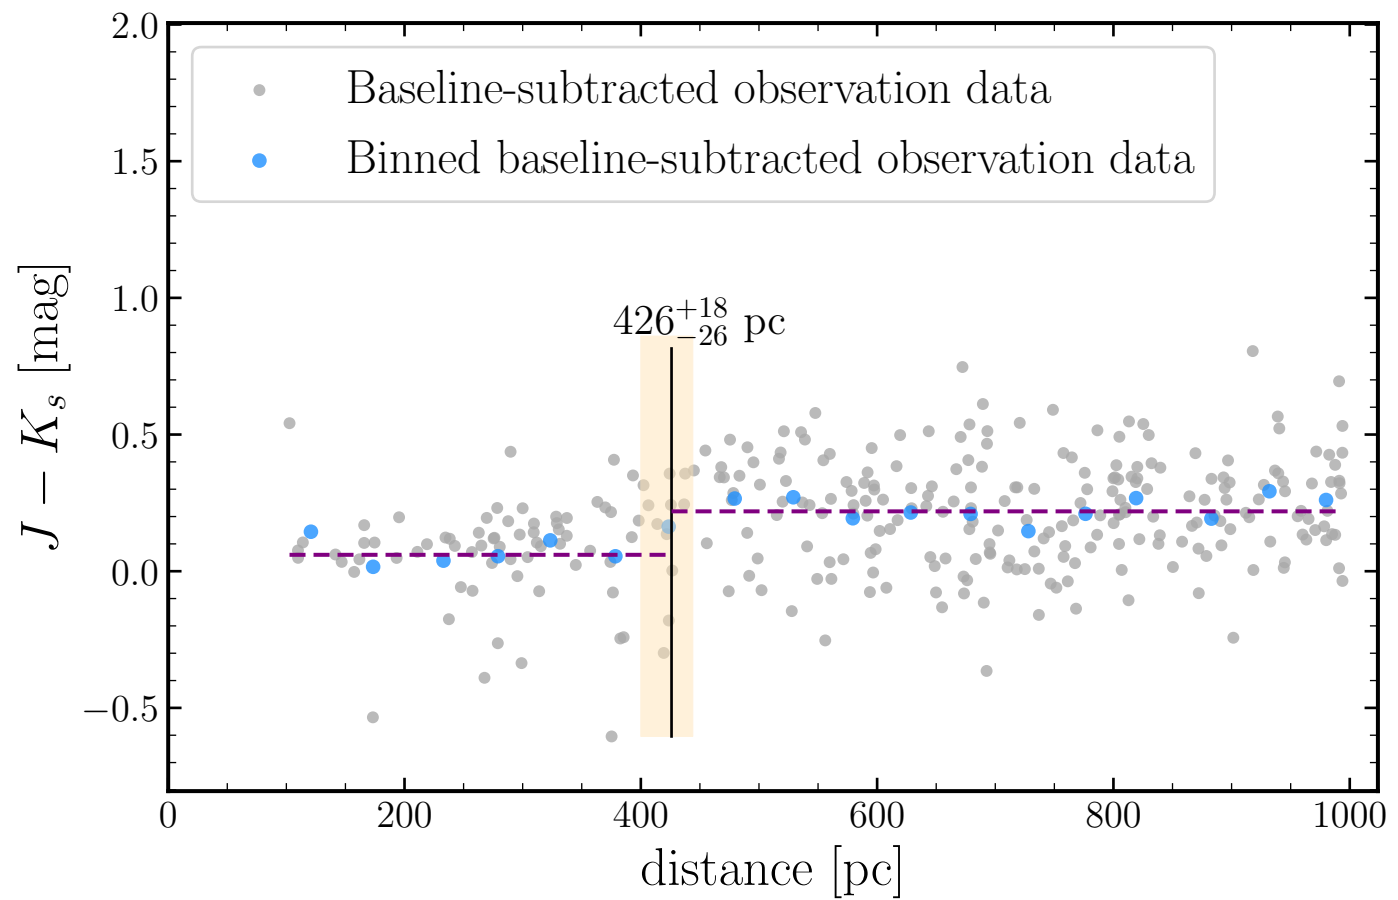 2.0
1.5
1.0
0.5
0.0
−0.5
J − Kₛ [mag]
Baseline-subtracted observation data
Binned baseline-subtracted observation data
426⁺¹⁸₋₂₆ pc
0 200 400 600 800 1000
distance [pc]